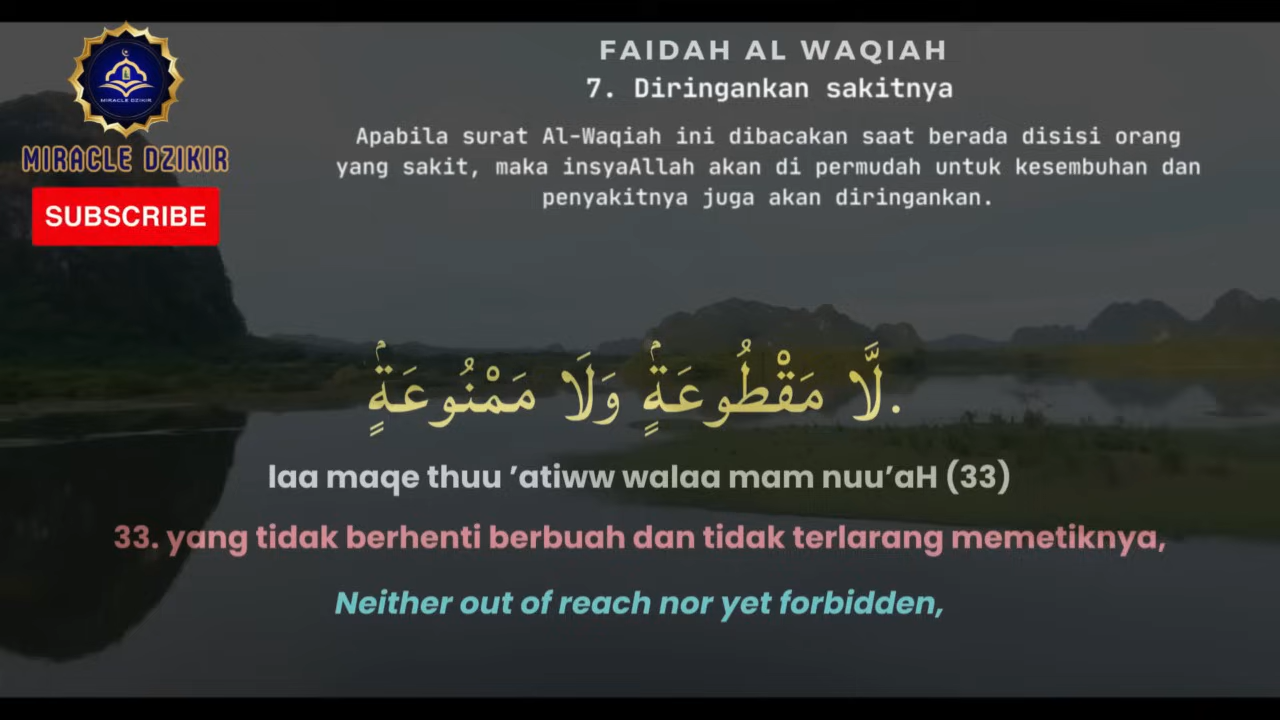 FAIDAH AL WAQIAH
7. Diringankan sakitnya
Apabila surat Al-Waqiah ini dibacakan saat berada disisi orang
yang sakit, maka insyaAllah akan di permudah untuk kesembuhan dan
penyakitnya juga akan diringankan.
MIRACLE DZIKIR
MIRACLE DZIKIR
SUBSCRIBE
لَّا مَقْطُوعَةٍۢ وَلَا مَمْنُوعَةٍۢ.
laa maqe thuu ’atiww walaa mam nuu’aH (33)
33. yang tidak berhenti berbuah dan tidak terlarang memetiknya,
Neither out of reach nor yet forbidden,